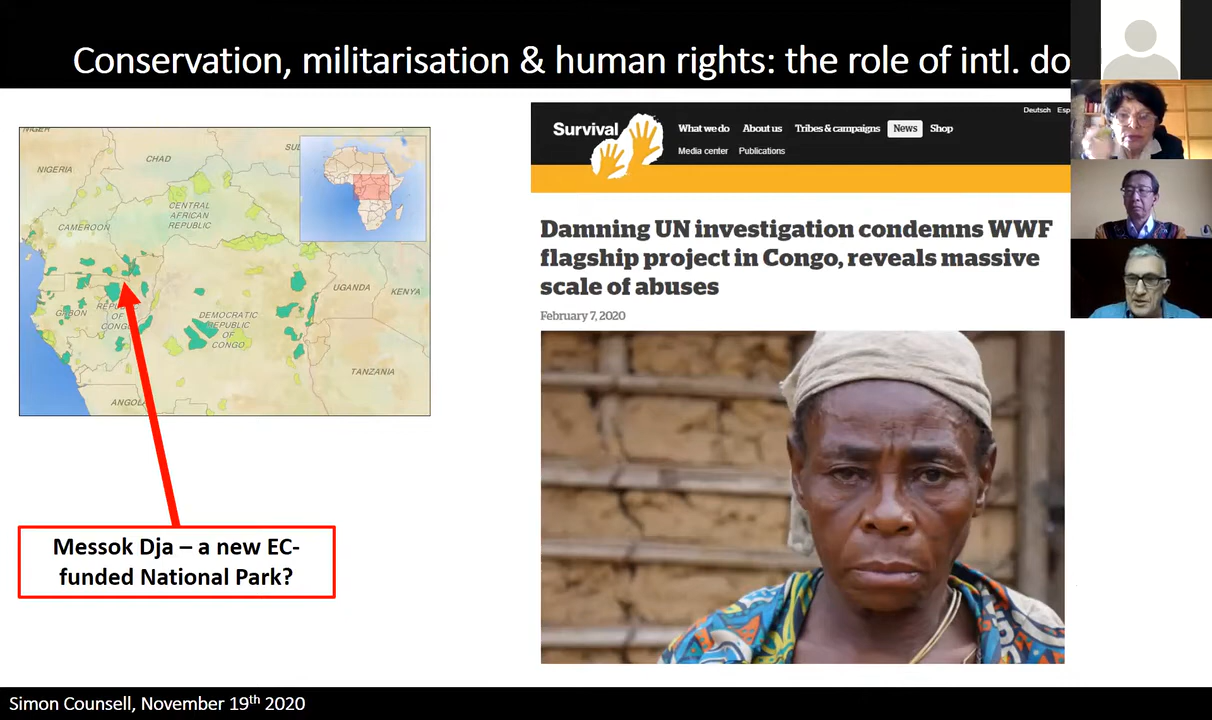 Conservation, militarisation & human rights: the role of intl. do
NIGERIA
CHAD
CENTRAL
AFRICAN
REPUBLIC
CAMEROON
UGANDA
KENYA
GABON
DEMOCRATIC
REPUBLIC
OF
CONGO
TANZANIA
ANGOLA
Messok Dja – a new EC-
funded National Park?
Deutsch Esp
Survival
What we do About us Tribes & campaigns News Shop
Media center Publications
Damning UN investigation condemns WWF
flagship project in Congo, reveals massive
scale of abuses
February 7, 2020
Simon Counsell, November 19th 2020